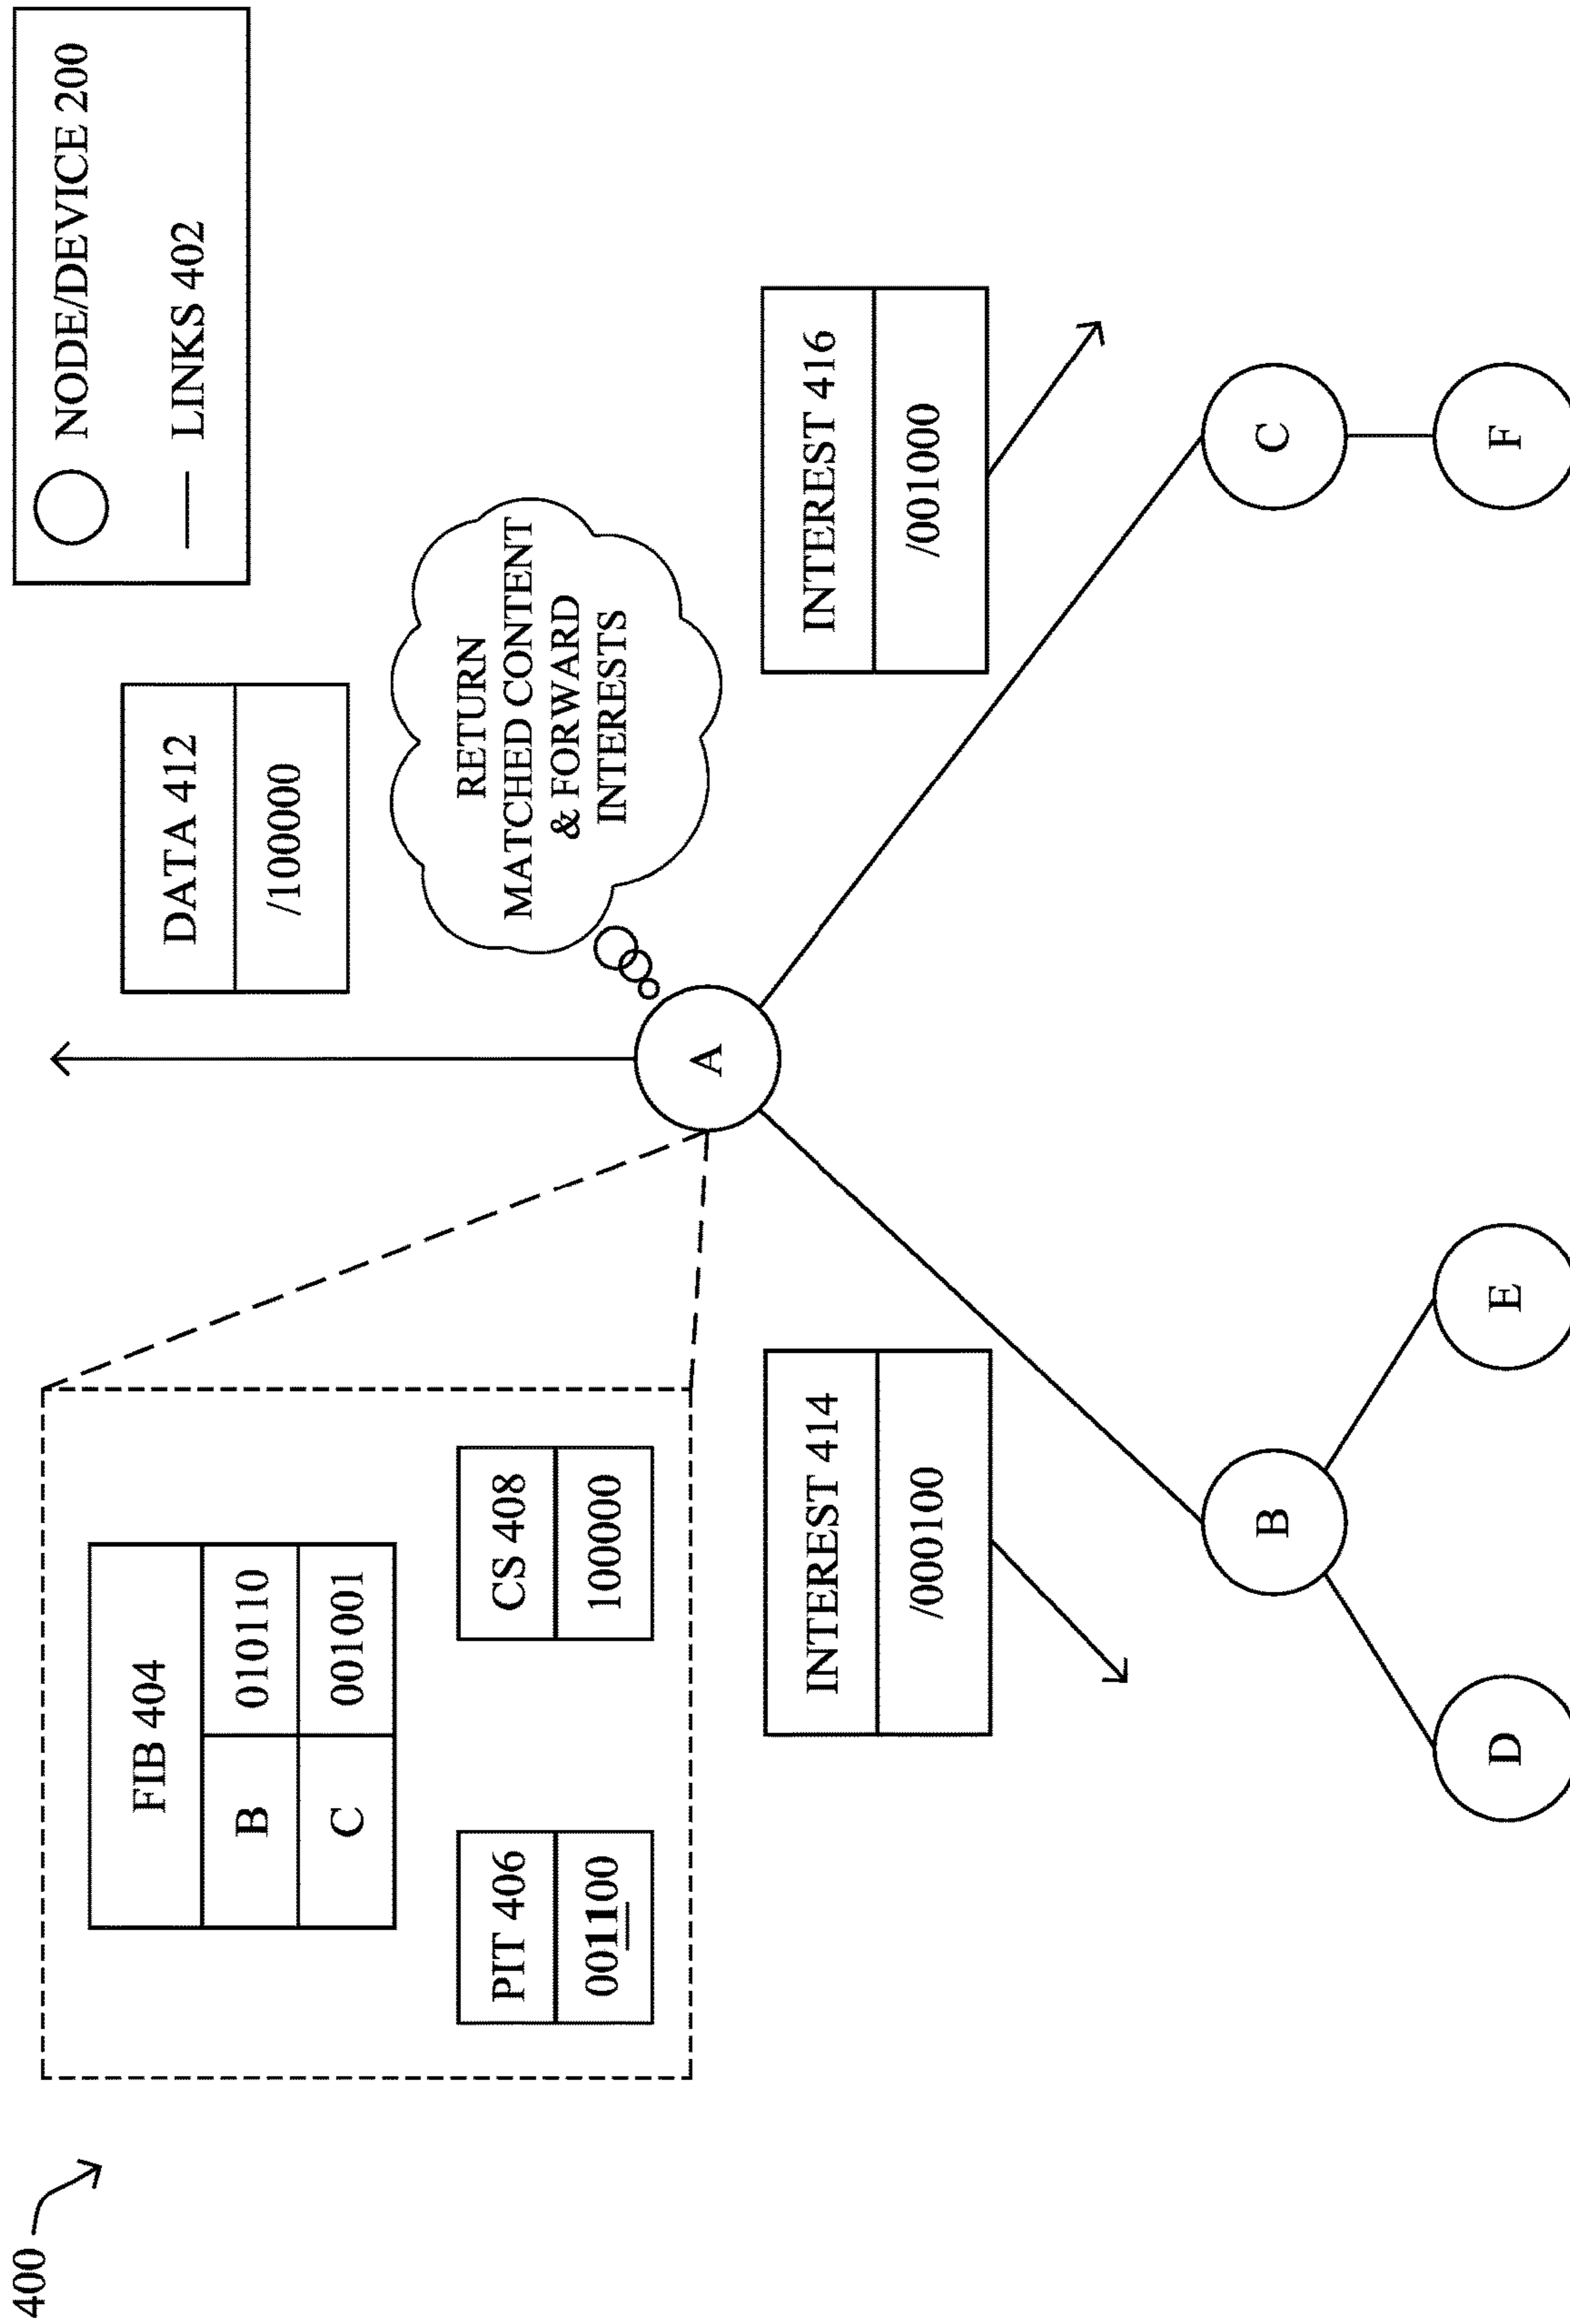 400
NODE/DEVICE 200
LINKS 402
FIB 404
B 010110
C 001001
PIT 406
001100
CS 408
100000
DATA 412
/100000
RETURN
MATCHED CONTENT
& FORWARD
INTERESTS
A
INTEREST 414
/000100
INTEREST 416
/001000
B
C
D
E
F